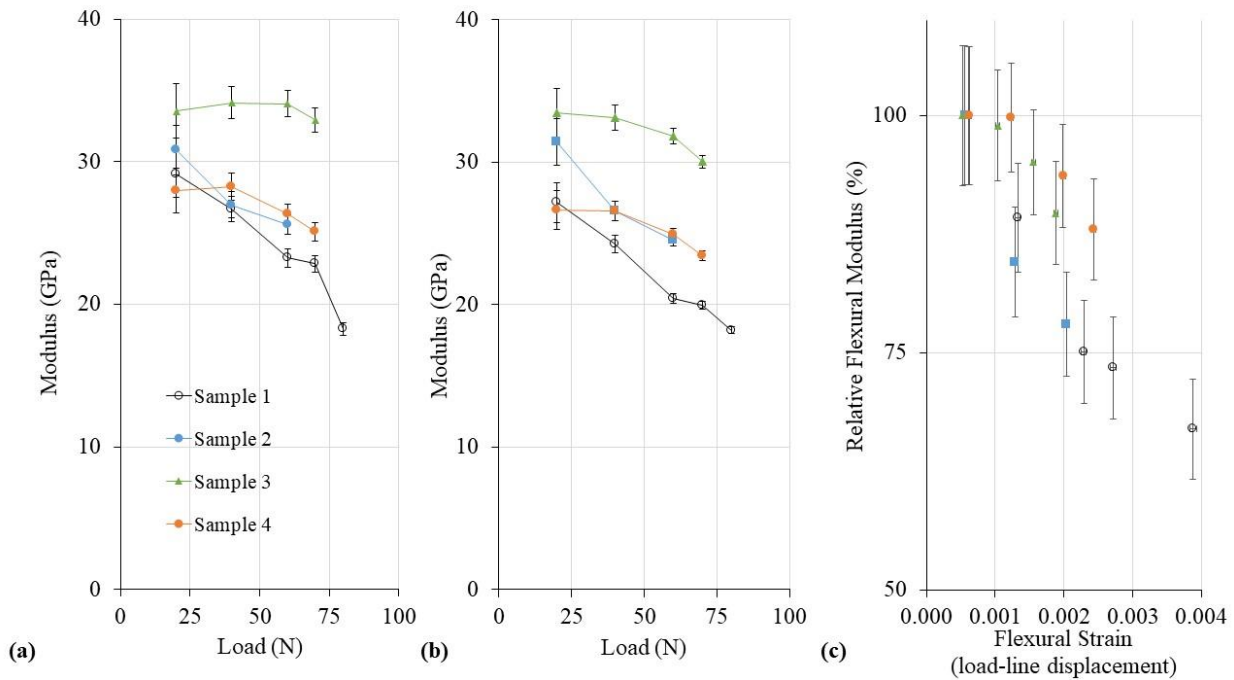 40
30
20
10
0
Modulus (GPa)
0 25 50 75 100
Load (N)
Sample 1
Sample 2
Sample 3
Sample 4
(a)
40
30
20
10
0
Modulus (GPa)
0 25 50 75 100
Load (N)
(b)
100
75
50
Relative Flexural Modulus (%)
0.000 0.001 0.002 0.003 0.004
Flexural Strain
(load-line displacement)
(c)